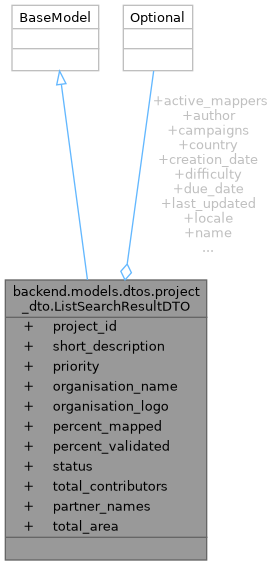 BaseModel
Optional
+active_mappers
+author
+campaigns
+country
+creation_date
+difficulty
+due_date
+last_updated
+locale
+name
...
backend.models.dtos.project
_dto.ListSearchResultDTO
+ project_id
+ short_description
+ priority
+ organisation_name
+ organisation_logo
+ percent_mapped
+ percent_validated
+ status
+ total_contributors
+ partner_names
+ total_area